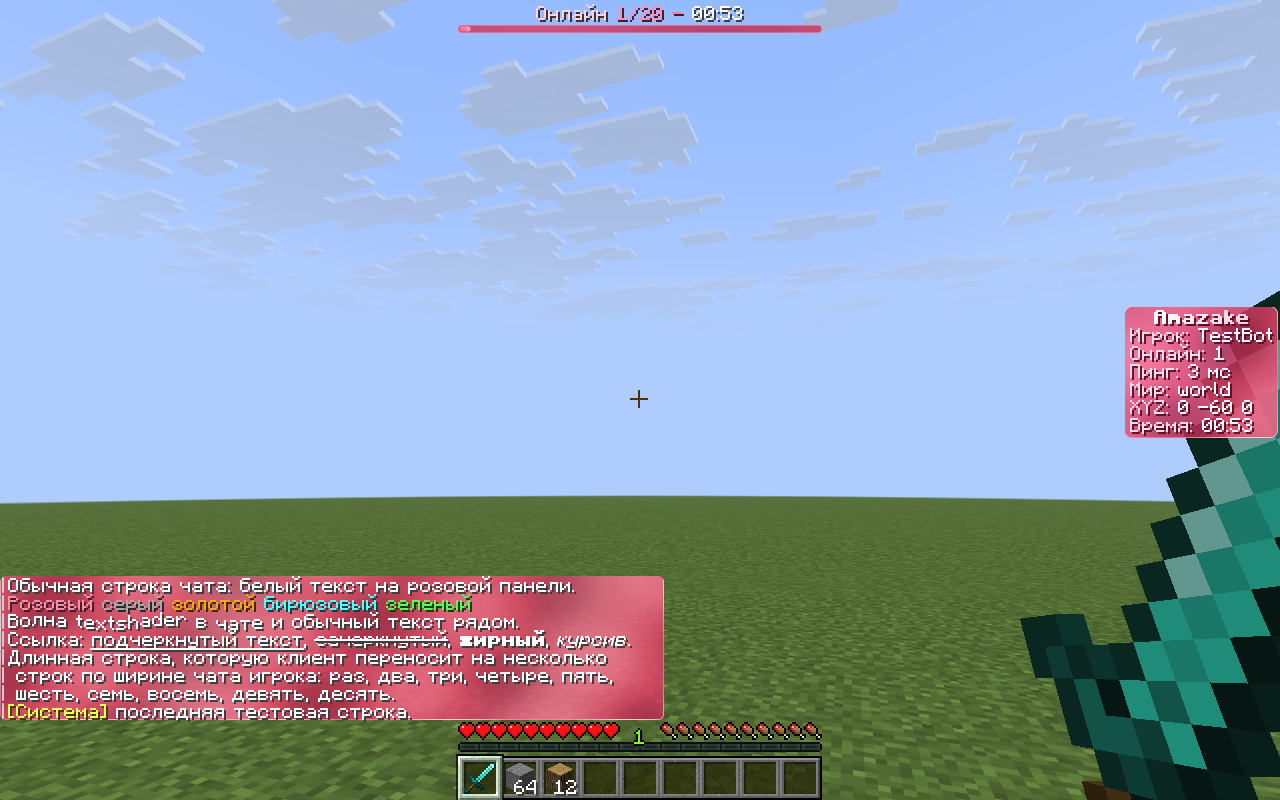 Онлайн 1/20 - 00:53
Amazake
Игрок: TestBot
Онлайн: 1
Пинг: 3 мс
Мир: world
XYZ: 0 -60 0
Время: 00:53
Обычная строка чата: белый текст на розовой панели.
Розовый серый золотой бирюзовый зеленый
Волна textshader в чате и обычный текст рядом.
Ссылка: подчеркнутый текст, зачеркнутый, жирный, курсив.
Длинная строка, которую клиент переносит на несколько
строк по ширине чата игрока: раз, два, три, четыре, пять,
шесть, семь, восемь, девять, десять.
[Система] последняя тестовая строка.
1
64 12